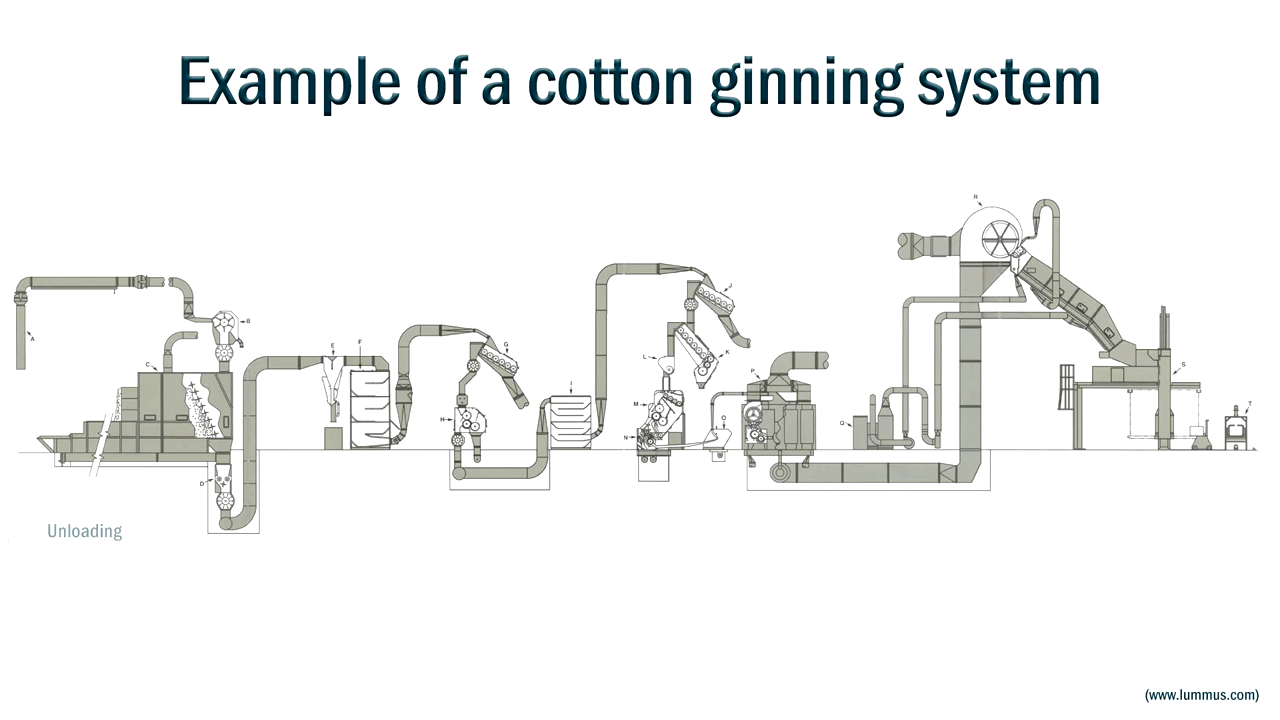 Example of a cotton ginning system
R
A
B
C
D
E
F
G
H
I
J
K
L
M
N
O
P
Q
S
T
Unloading
(www.lummus.com)